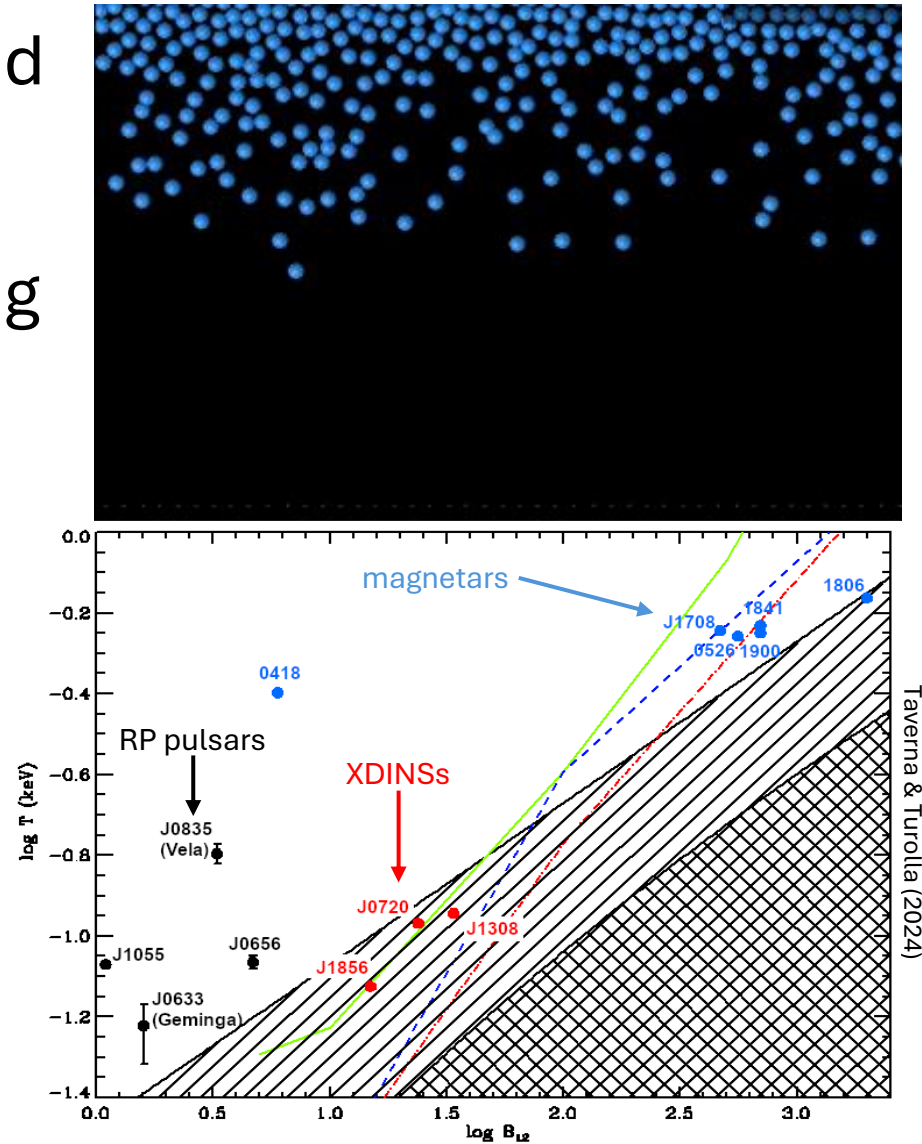 d
g
0.0
−0.2
−0.4
−0.6
−0.8
−1.0
−1.2
−1.4
log T (keV)
magnetars
1806
1841
J1708
0526
1900
0418
RP pulsars
XDINSs
J0835
(Vela)
J0720
J1308
J1055
J0656
J1856
J0633
(Geminga)
0.0
0.5
1.0
1.5
2.0
2.5
3.0
log B₁₂
Taverna & Turolla (2024)